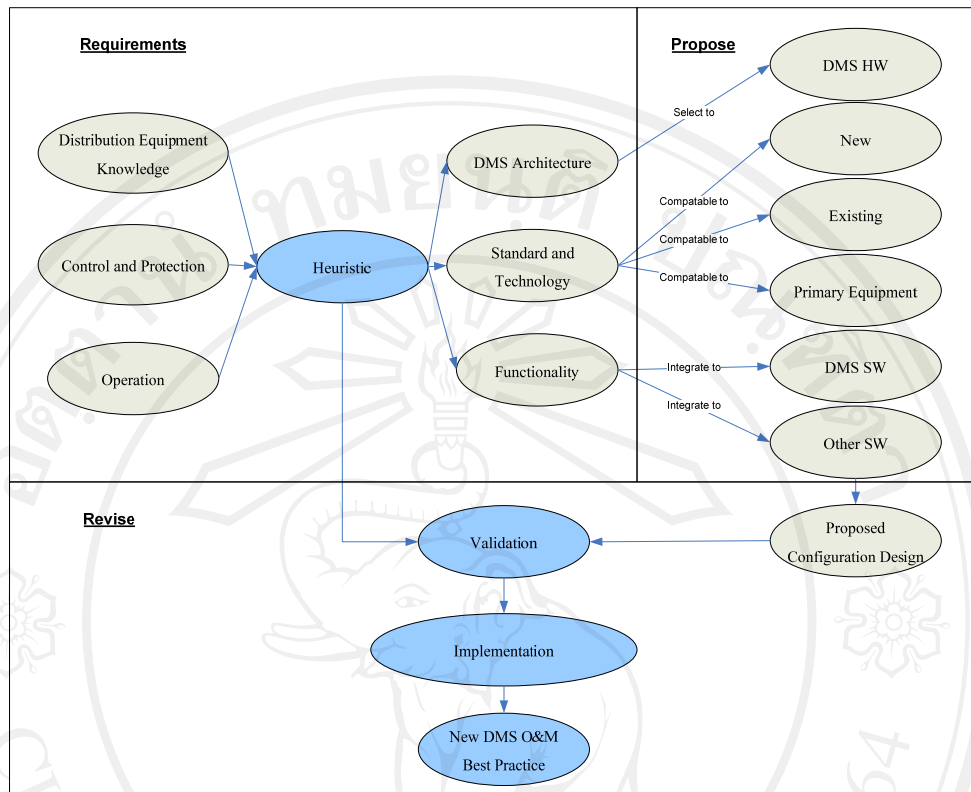 Requirements
Distribution Equipment
Knowledge
Control and Protection
Operation
Heuristic
DMS Architecture
Standard and
Technology
Functionality
Propose
Select to
DMS HW
Compatable to
New
Compatable to
Existing
Compatable to
Primary Equipment
Integrate to
DMS SW
Integrate to
Other SW
Revise
Validation
Proposed
Configuration Design
Implementation
New DMS O&M
Best Practice
64